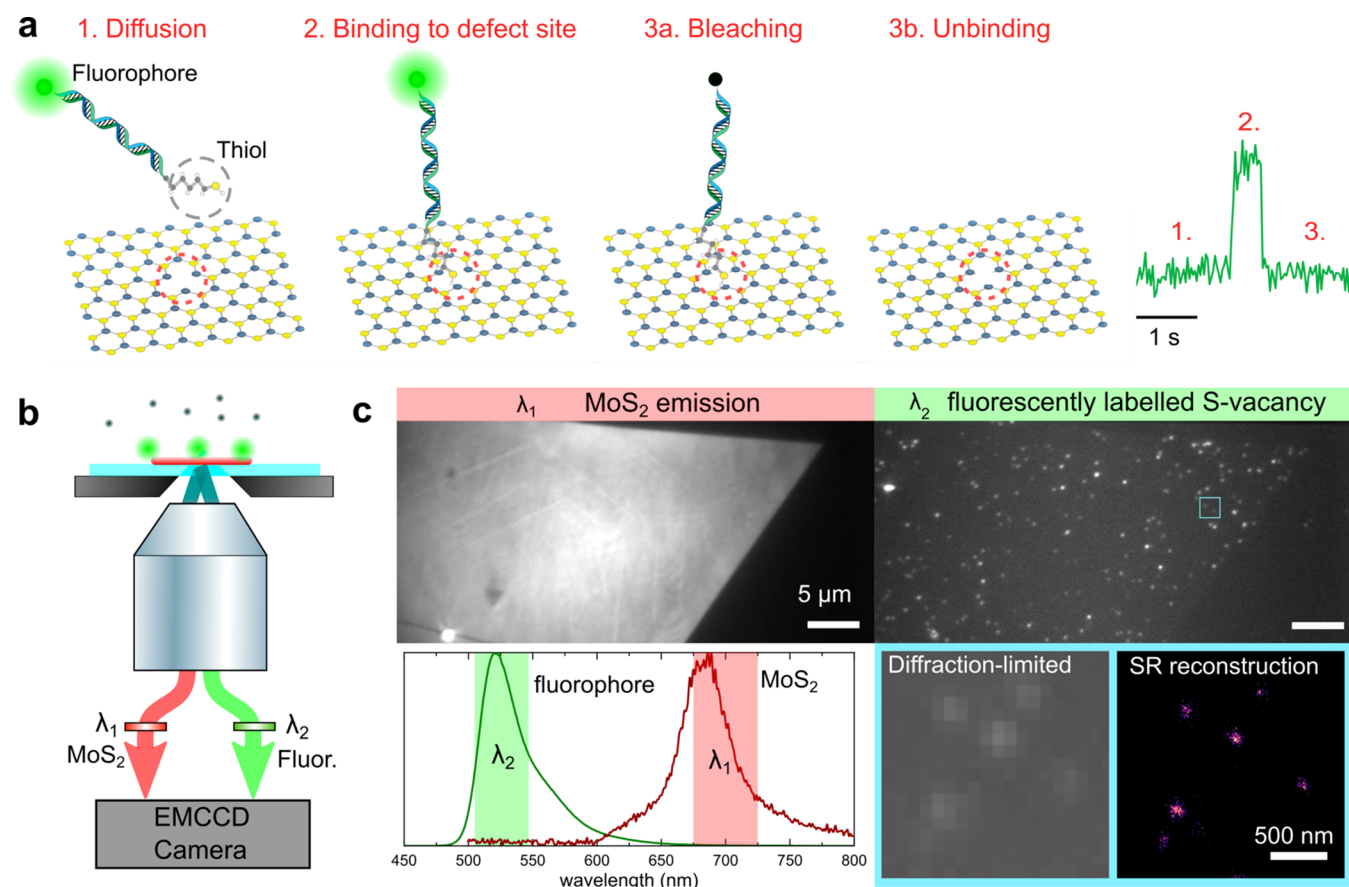 a
1. Diffusion
2. Binding to defect site
3a. Bleaching
3b. Unbinding
Fluorophore
Thiol
2.
1.
3.
1 s
b
λ₁
MoS₂
λ₂
Fluor.
EMCCD
Camera
c
λ₁ MoS₂ emission
λ₂ fluorescently labelled S-vacancy
5 µm
fluorophore
MoS₂
λ₂
λ₁
450 500 550 600 650 700 750 800
wavelength (nm)
Diffraction-limited
SR reconstruction
500 nm